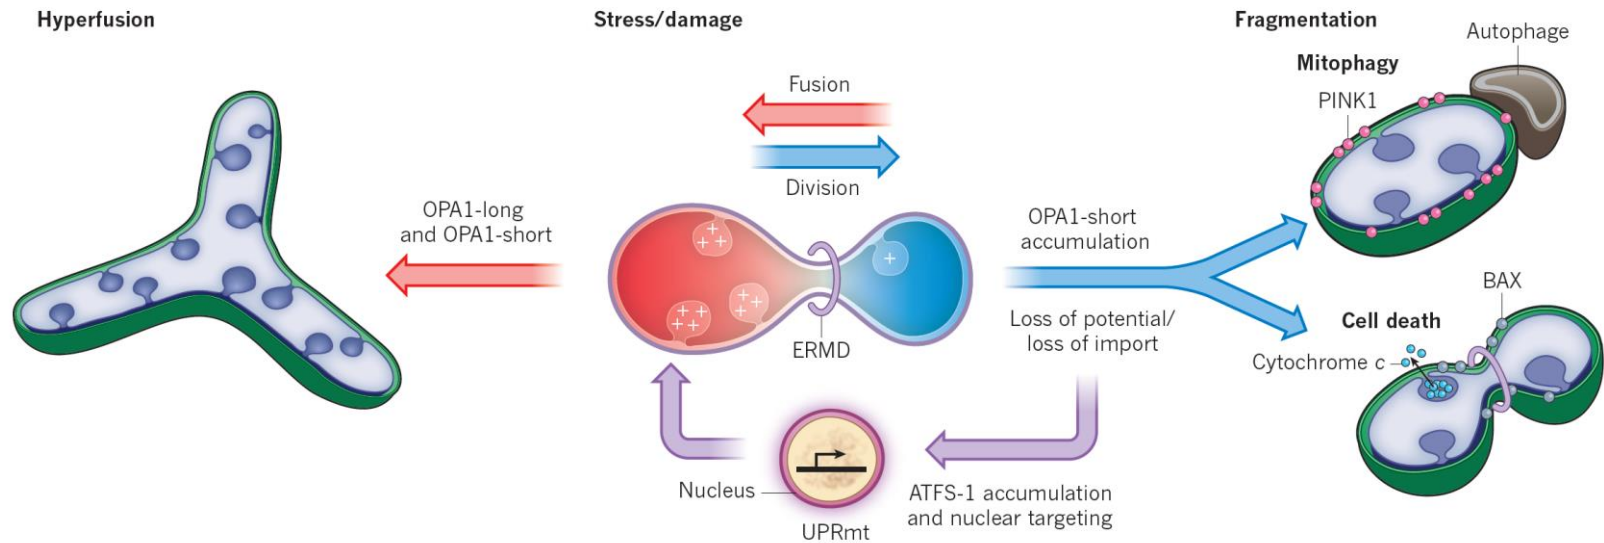 Hyperfusion
Stress/damage
Fragmentation
Autophage
Mitophagy
PINK1
Fusion
Division
OPA1-long
and OPA1-short
OPA1-short
accumulation
Loss of potential/
loss of import
ERMD
BAX
Cell death
Cytochrome c
+ +
+
+ +
+
+ +
+ +
+
+
Nucleus
UPRmt
ATFS-1 accumulation
and nuclear targeting